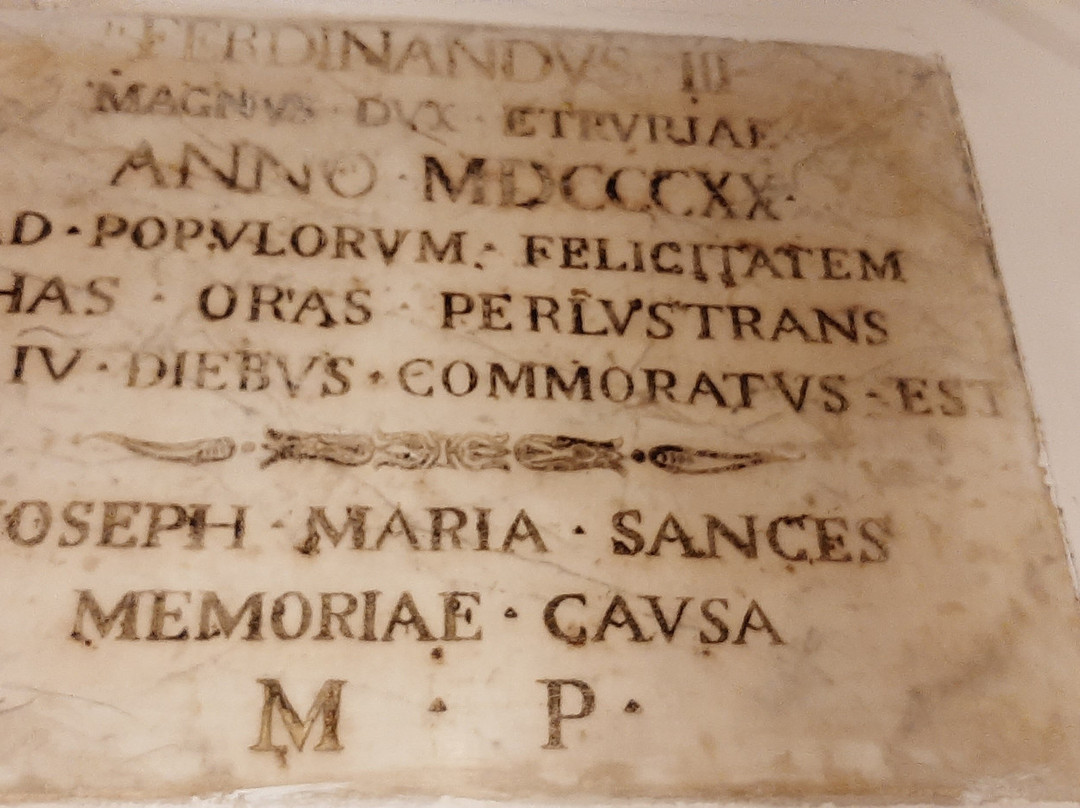 FERDINANDVS III
MAGNVS · DVX · ETRVRIAE
ANNO · MDCCCXX·
AD · POPVLORVM · FELICITATEM
HAS · ORAS · PERLVSTRANS
IV · DIEBVS · COMMORATVS · EST
JOSEPH · MARIA · SANCES
MEMORIAE · CAVSA
M · P·